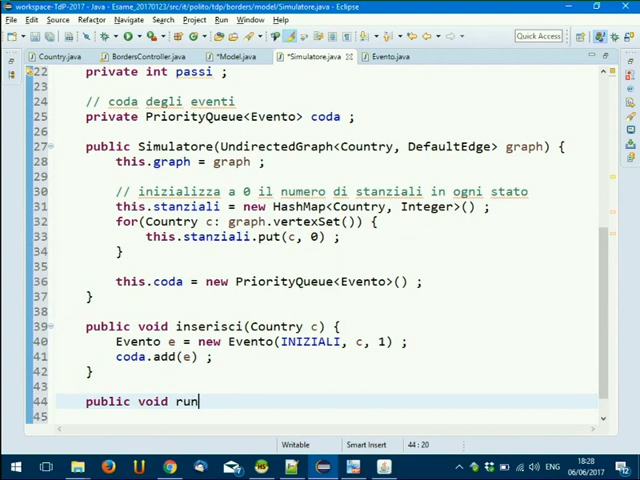 workspace-TdP-2017 - Java - Esame_20170123/src/it/polito/tdp/borders/model/Simulatore.java - Eclipse
File Edit Source Refactor Navigate Search Project Run Window Help
Quick Access
Country.java BordersController.java *Model.java *Simulatore.java Evento.java
22 private int passi ;
23
24 // coda degli eventi
25 private PriorityQueue<Evento> coda ;
26
27 public Simulatore(UndirectedGraph<Country, DefaultEdge> graph) {
28 this.graph = graph ;
29
30 // inizializza a 0 il numero di stanziali in ogni stato
31 this.stanziali = new HashMap<Country, Integer>() ;
32 for(Country c: graph.vertexSet()) {
33 this.stanziali.put(c, 0) ;
34 }
35
36 this.coda = new PriorityQueue<Evento>() ;
37 }
38
39 public void inserisci(Country c) {
40 Evento e = new Evento(INIZIALI, c, 1) ;
41 coda.add(e) ;
42 }
43
44 public void run
45
Writable Smart Insert 44 : 20
ENG 18:28
06/06/2017 12